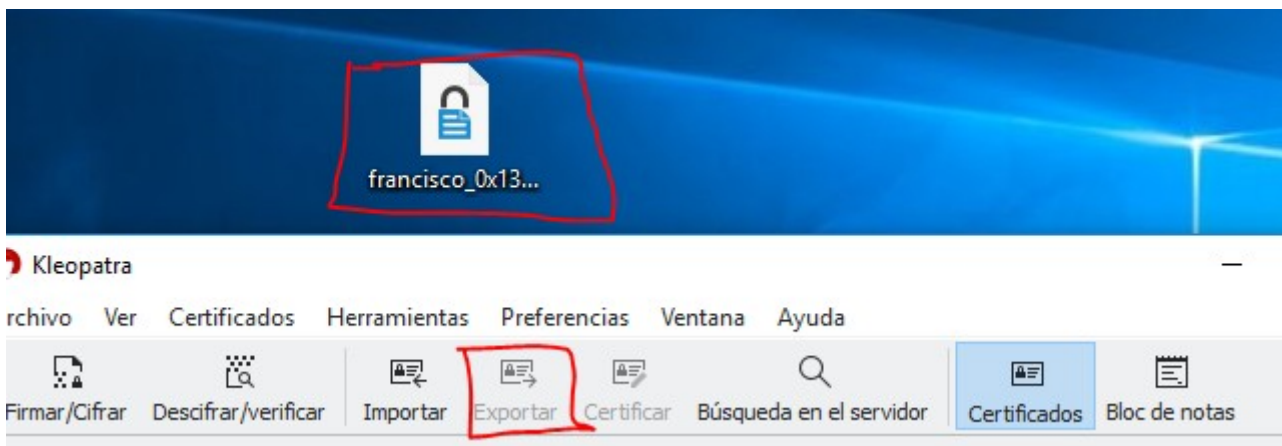 francisco_0x13...
Kleopatra
rchivo Ver Certificados Herramientas Preferencias Ventana Ayuda
Firmar/Cifrar Descifrar/verificar Importar Exportar Certificar Búsqueda en el servidor Certificados Bloc de notas